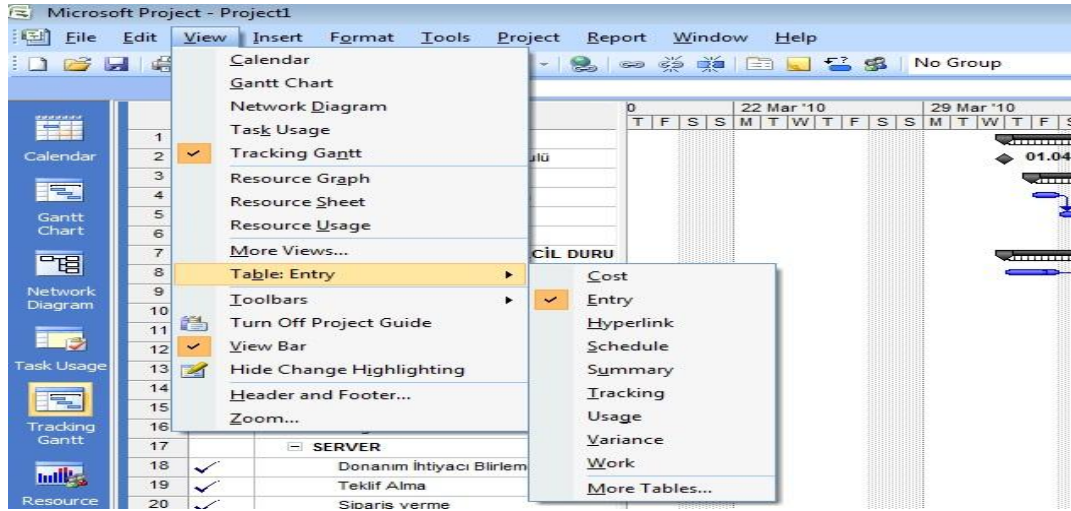 Microsoft Project - Project1
File Edit View Insert Format Tools Project Report Window Help
No Group
Calendar
Gantt Chart
Network Diagram
Task Usage
Tracking Gantt
Resource Graph
Resource Sheet
Resource Usage
More Views...
Table: Entry
Toolbars
Turn Off Project Guide
View Bar
Hide Change Highlighting
Header and Footer...
Zoom...
Cost
Entry
Hyperlink
Schedule
Summary
Tracking
Usage
Variance
Work
More Tables...
Calendar
Gantt
Chart
Network
Diagram
Task Usage
Tracking
Gantt
Resource
22 Mar '10 29 Mar '10
T F S S M T W T F S S M T W T F S
1
2 01.04
3
4
5
6
7 CİL DURU
8
9
10
11
12
13
14
15
16
17 SERVER
18 Donanım İhtiyacı Blirlem
19 Teklif Alma
20 Sipariş verme